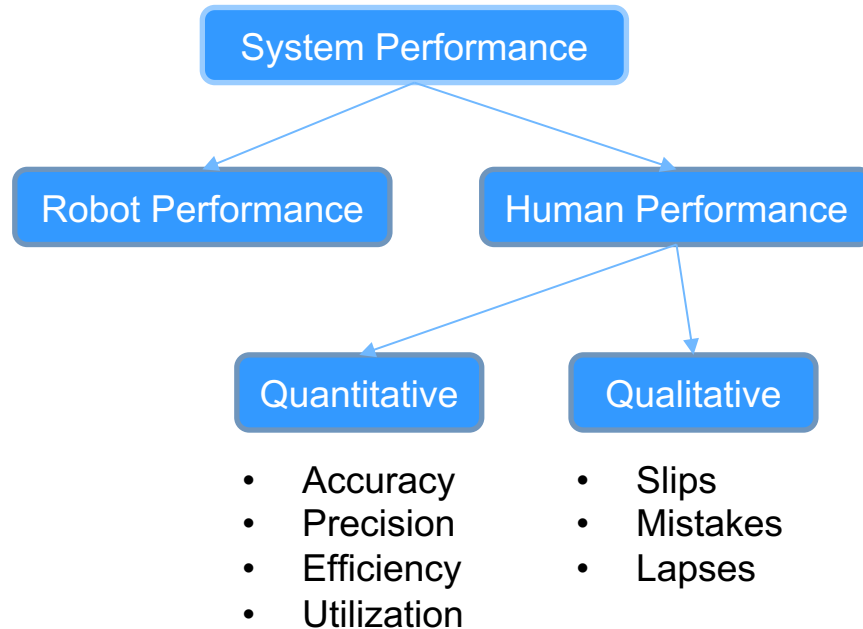 System Performance
Robot Performance
Human Performance
Quantitative
Qualitative
• Accuracy
• Precision
• Efficiency
• Utilization
• Slips
• Mistakes
• Lapses